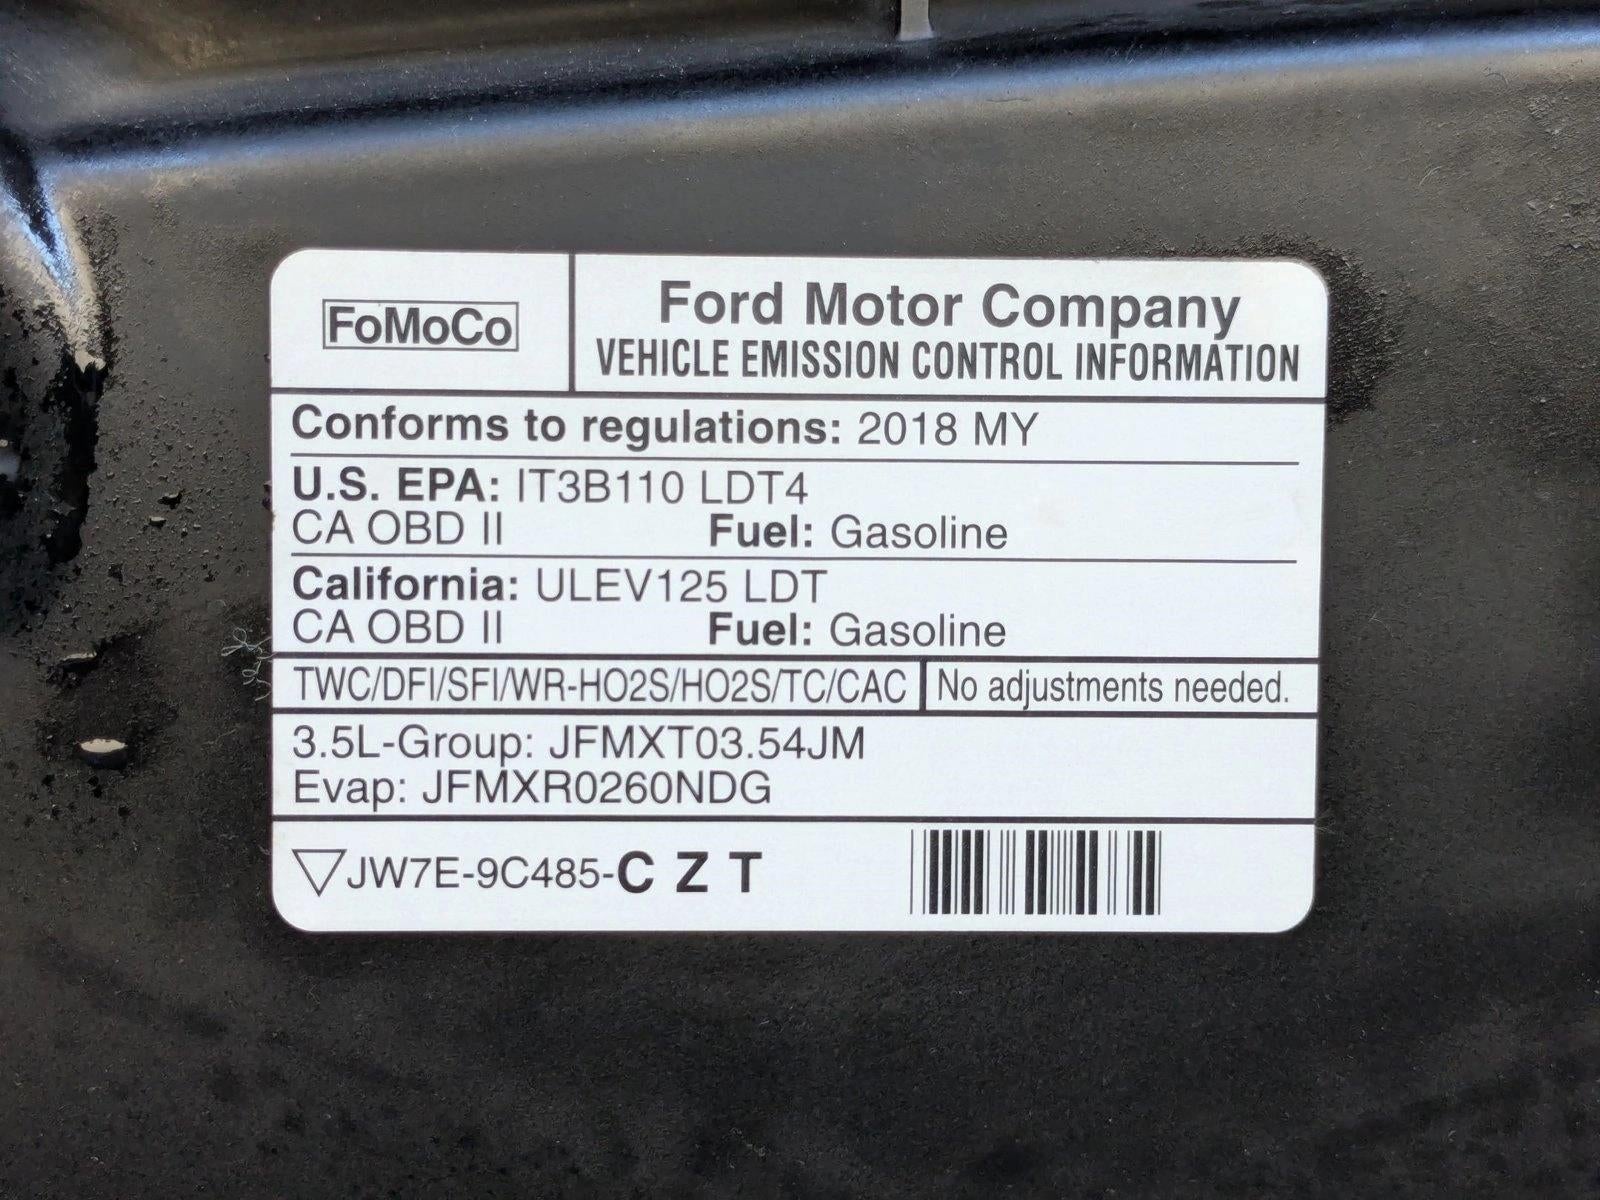 FoMoCo
Ford Motor Company
VEHICLE EMISSION CONTROL INFORMATION
Conforms to regulations: 2018 MY
U.S. EPA: IT3B110 LDT4
CA OBD II Fuel: Gasoline
California: ULEV125 LDT
CA OBD II Fuel: Gasoline
TWC/DFI/SFI/WR-HO2S/HO2S/TC/CAC No adjustments needed.
3.5L-Group: JFMXT03.54JM
Evap: JFMXR0260NDG
JW7E-9C485-C Z T